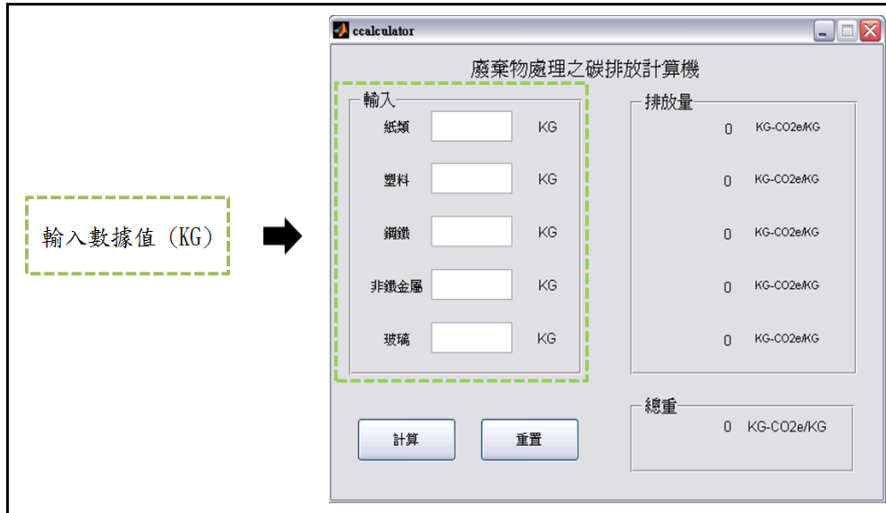 ccalculator
廢棄物處理之碳排放計算機
輸入
紙類 KG
塑料 KG
鋼鐵 KG
非鐵金屬 KG
玻璃 KG
排放量
0 KG-CO2e/KG
0 KG-CO2e/KG
0 KG-CO2e/KG
0 KG-CO2e/KG
0 KG-CO2e/KG
輸入數據值 (KG)
計算
重置
總重
0 KG-CO2e/KG